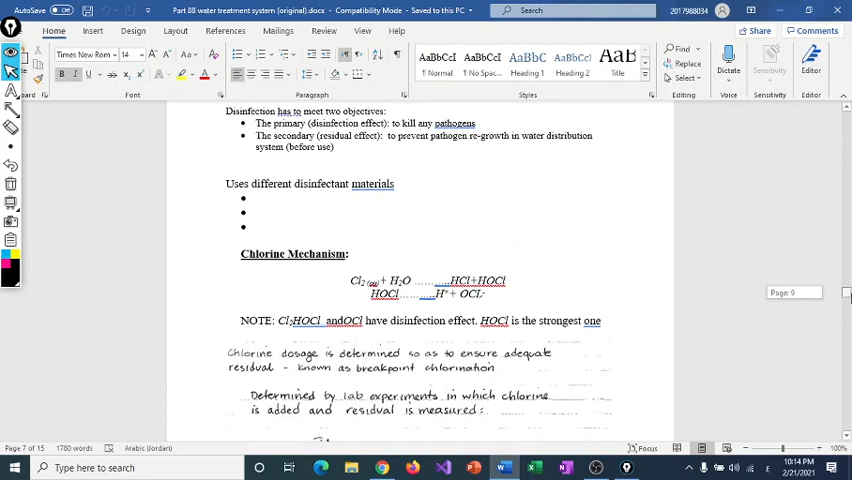 AutoSave Off
Part 8B water treatment system (original).docx - Compatibility Mode - Saved to this PC
Search
2017988034
Home Insert Design Layout References Mailings Review View Help
Share Comments
Times New Rom 14
AaBbCcI AaBbCcI AaBbC AaBbCc AaB
1 Normal 1 No Spac... Heading 1 Heading 2 Title
Find
Replace
Select
Dictate Sensitivity Editor
Clipboard Font Paragraph Styles Editing Voice Sensitivity Editor
Disinfection has to meet two objectives:
• The primary (disinfection effect): to kill any pathogens
• The secondary (residual effect): to prevent pathogen re-growth in water distribution
system (before use)
Uses different disinfectant materials
Chlorine Mechanism:
Cl2 (aq)+ H2O ……...HCl+HOCl
HOCl……...H+ + OCL-
NOTE: Cl2HOCl andOCl have disinfection effect. HOCl is the strongest one
Chlorine dosage is determined so as to ensure adequate
residual - known as breakpoint chlorination
Determined by lab experiments in which chlorine
is added and residual is measured:
Page: 9
Page 7 of 15 1780 words Arabic (Jordan) Focus 100%
Type here to search
10:14 PM
2/21/2021